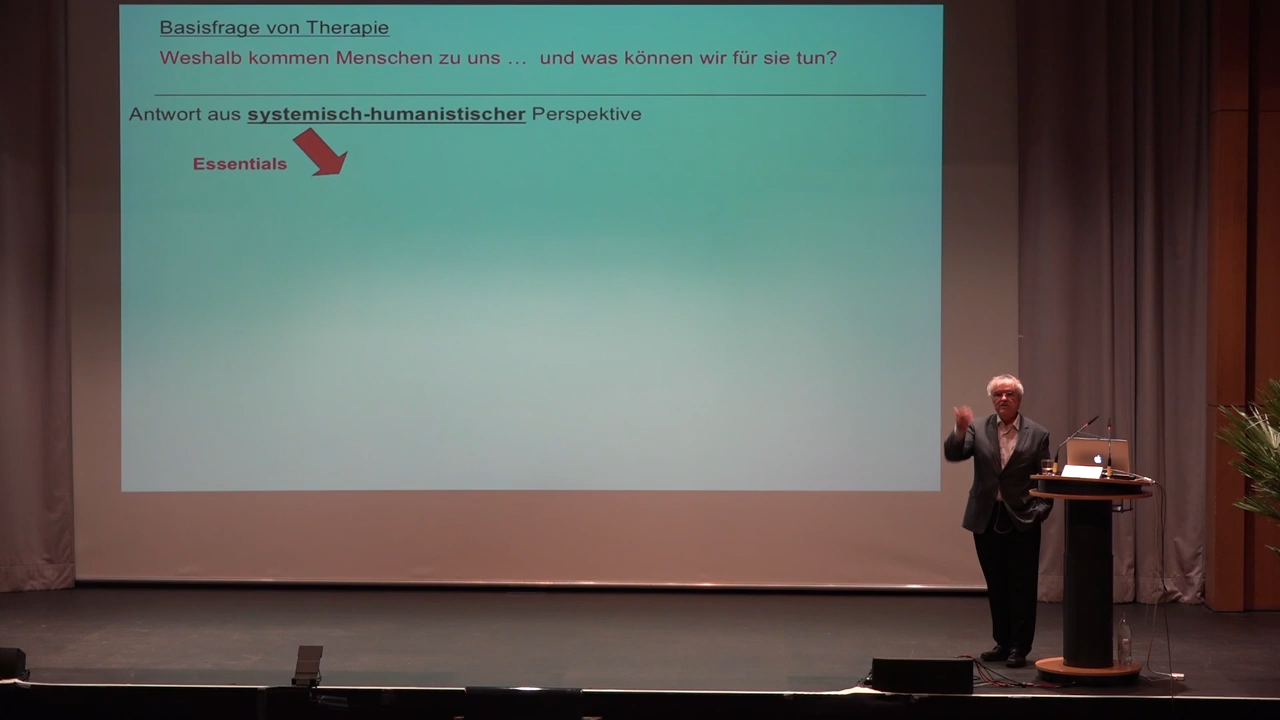 Basisfrage von Therapie
Weshalb kommen Menschen zu uns … und was können wir für sie tun?
Antwort aus systemisch-humanistischer Perspektive
Essentials